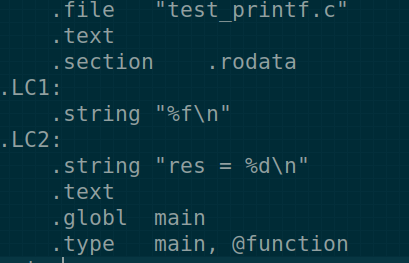 .file "test_printf.c"
.text
.section .rodata
.LC1:
.string "%f\n"
.LC2:
.string "res = %d\n"
.text
.globl main
.type main, @function